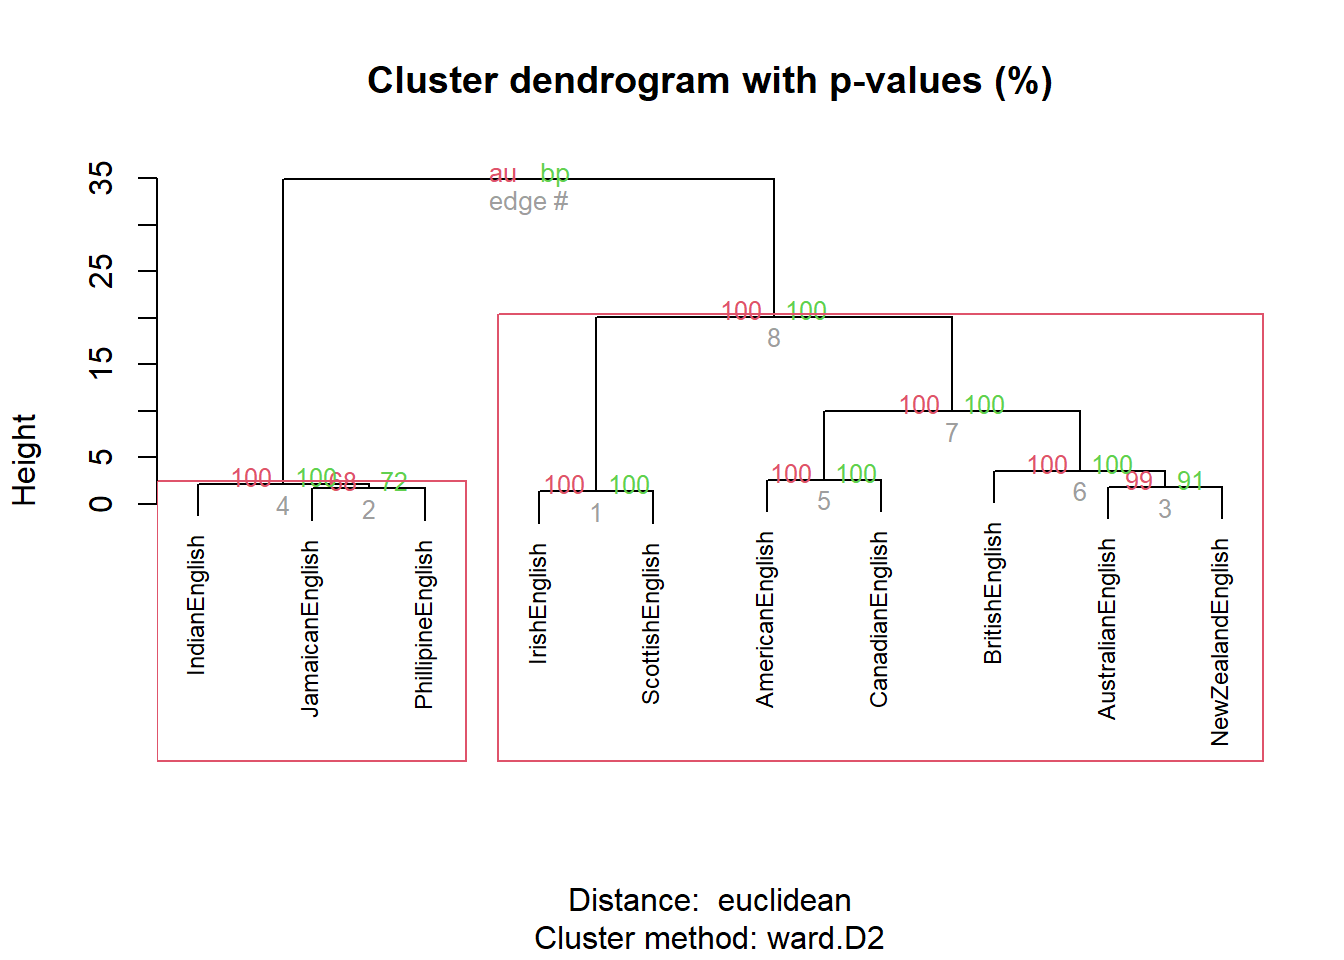 Cluster dendrogram with p-values (%)
Height
35
25
15
5
0
au bp
edge #
100 100
8
100 100
7
100 100
4
68 72
2
100 100
1
100 100
5
100 100
6
99 91
3
IndianEnglish
JamaicanEnglish
PhillipineEnglish
IrishEnglish
ScottishEnglish
AmericanEnglish
CanadianEnglish
BritishEnglish
AustralianEnglish
NewZealandEnglish
Distance: euclidean
Cluster method: ward.D2